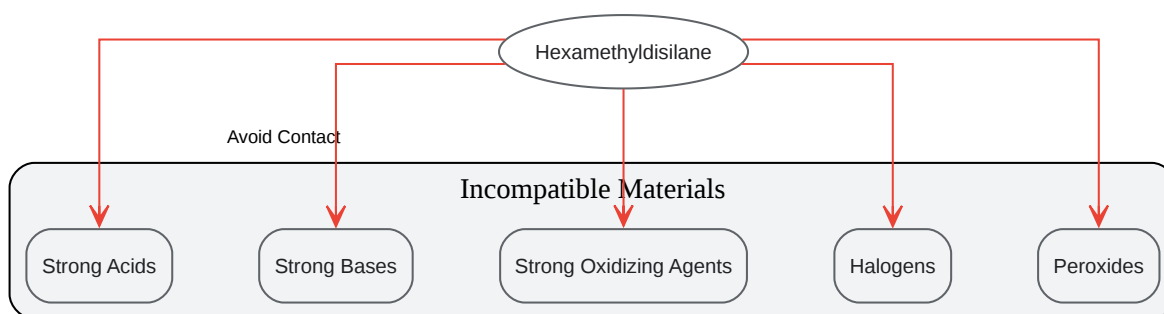 Hexamethyldisilane
Avoid Contact
Incompatible Materials
Strong Acids
Strong Bases
Strong Oxidizing Agents
Halogens
Peroxides